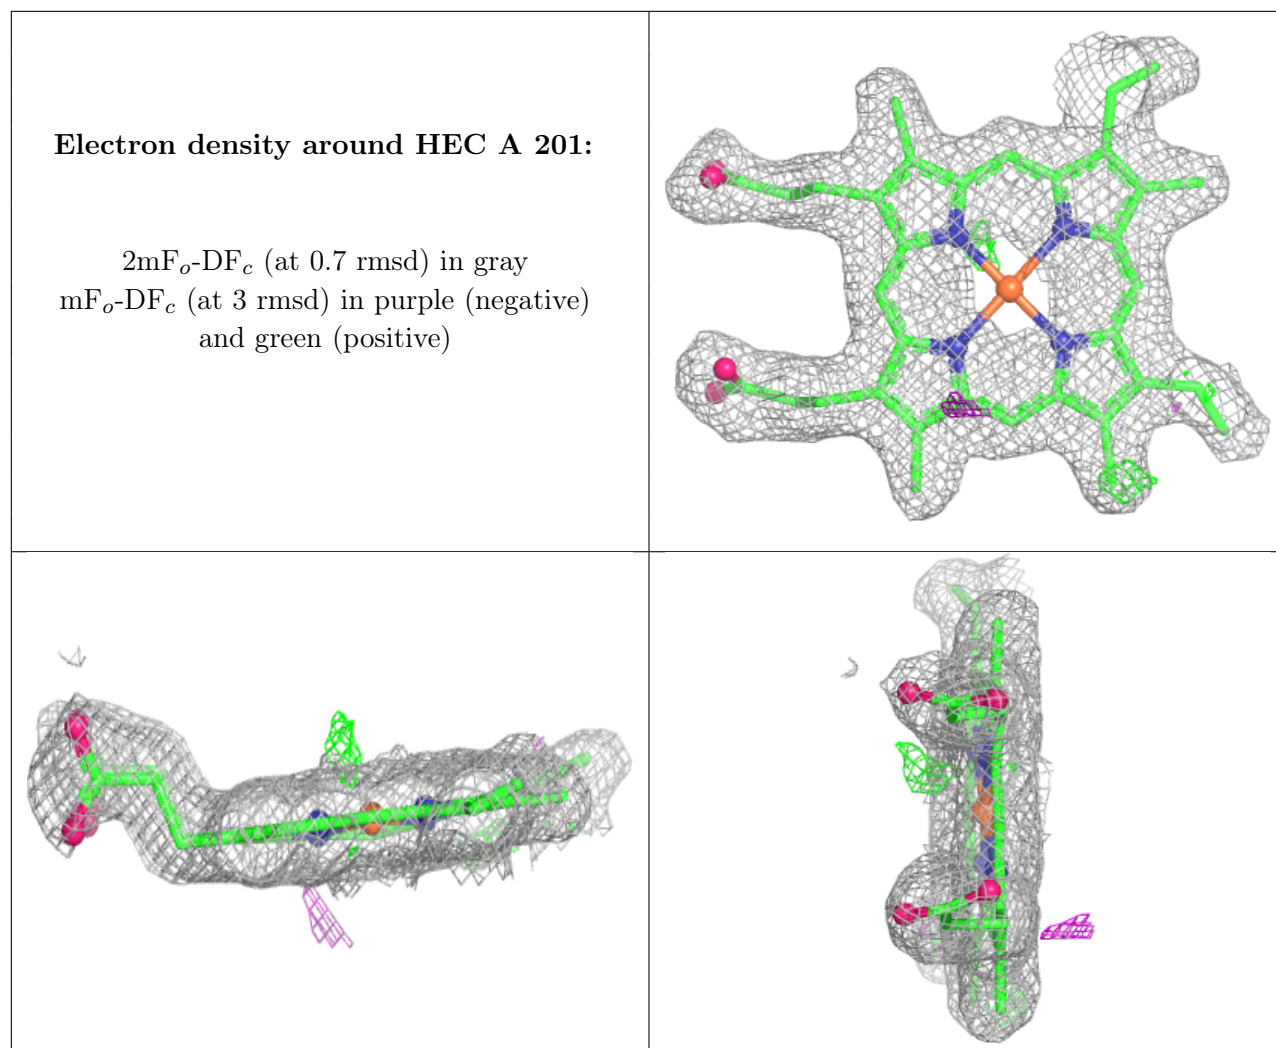 Electron density around HEC A 201:
2mFo-DFc (at 0.7 rmsd) in gray
mFo-DFc (at 3 rmsd) in purple (negative)
and green (positive)